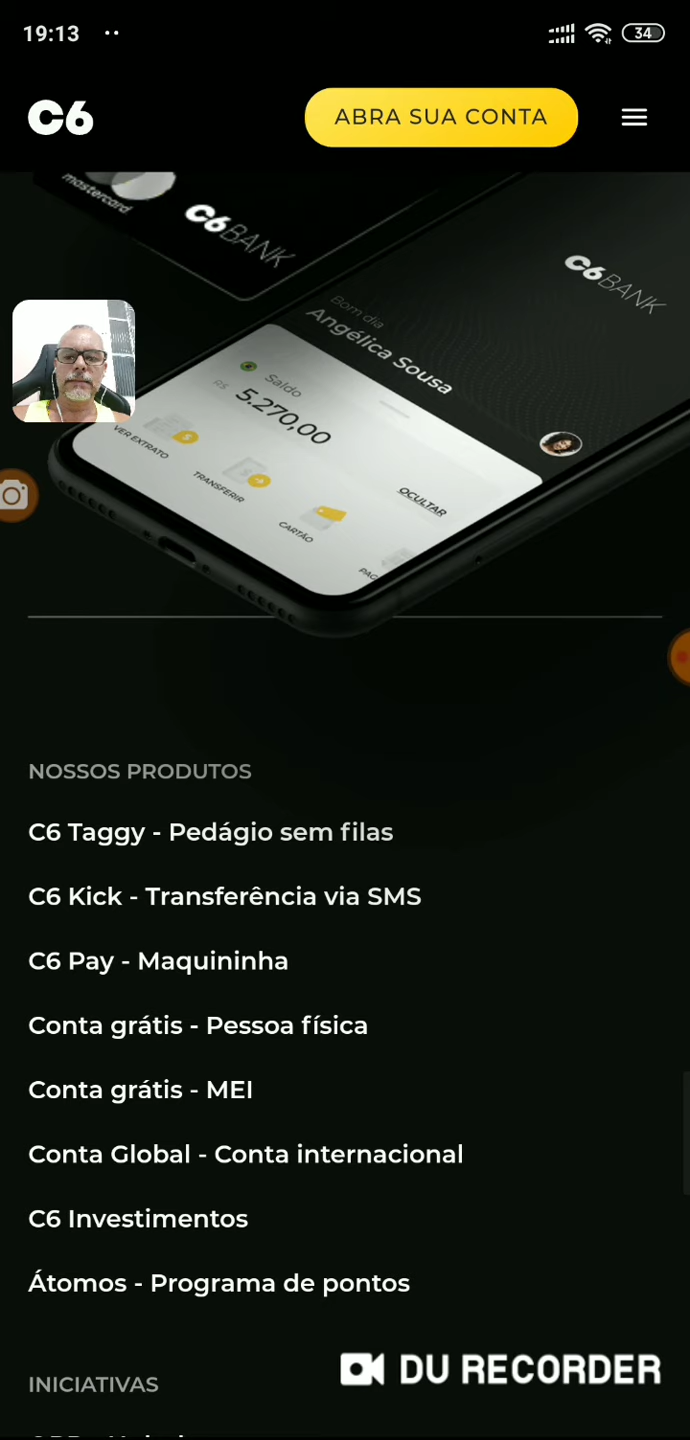 19:13
34
C6
ABRA SUA CONTA
mastercard
C6 BANK
C6 BANK
Bom dia
Angélica Sousa
Saldo
R$ 5.270,00
OCULTAR
VER EXTRATO
TRANSFERIR
CARTÃO
NOSSOS PRODUTOS
C6 Taggy - Pedágio sem filas
C6 Kick - Transferência via SMS
C6 Pay - Maquininha
Conta grátis - Pessoa física
Conta grátis - MEI
Conta Global - Conta internacional
C6 Investimentos
Átomos - Programa de pontos
INICIATIVAS
DU RECORDER